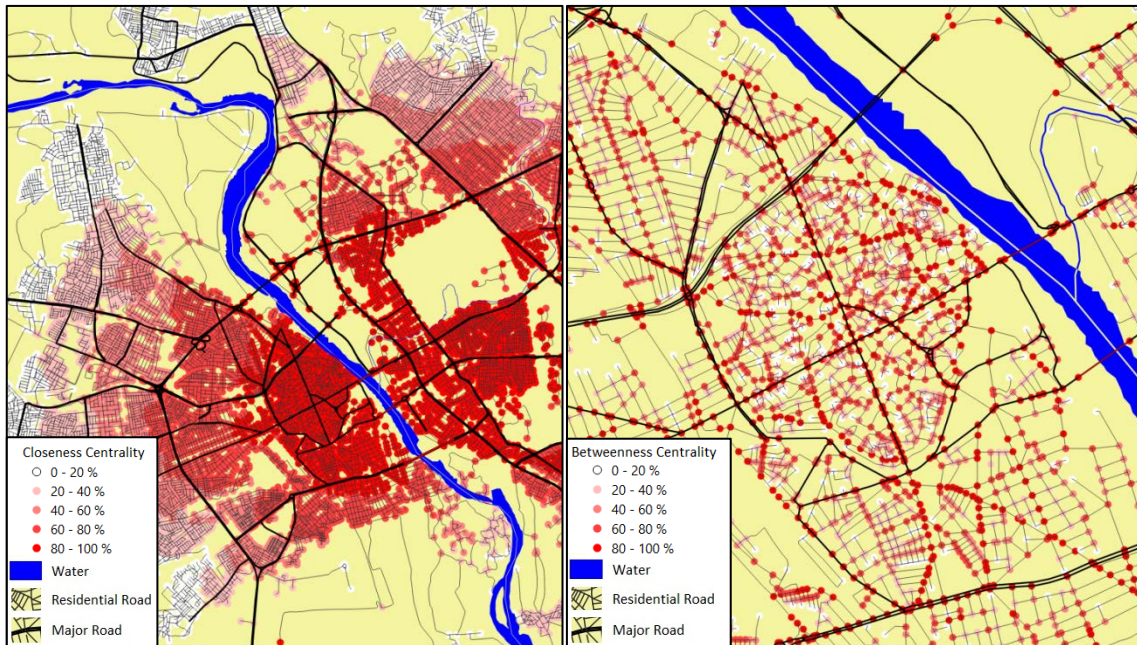 Closeness Centrality
0 - 20 %
20 - 40 %
40 - 60 %
60 - 80 %
80 - 100 %
Water
Residential Road
Major Road
Betweenness Centrality
0 - 20 %
20 - 40 %
40 - 60 %
60 - 80 %
80 - 100 %
Water
Residential Road
Major Road